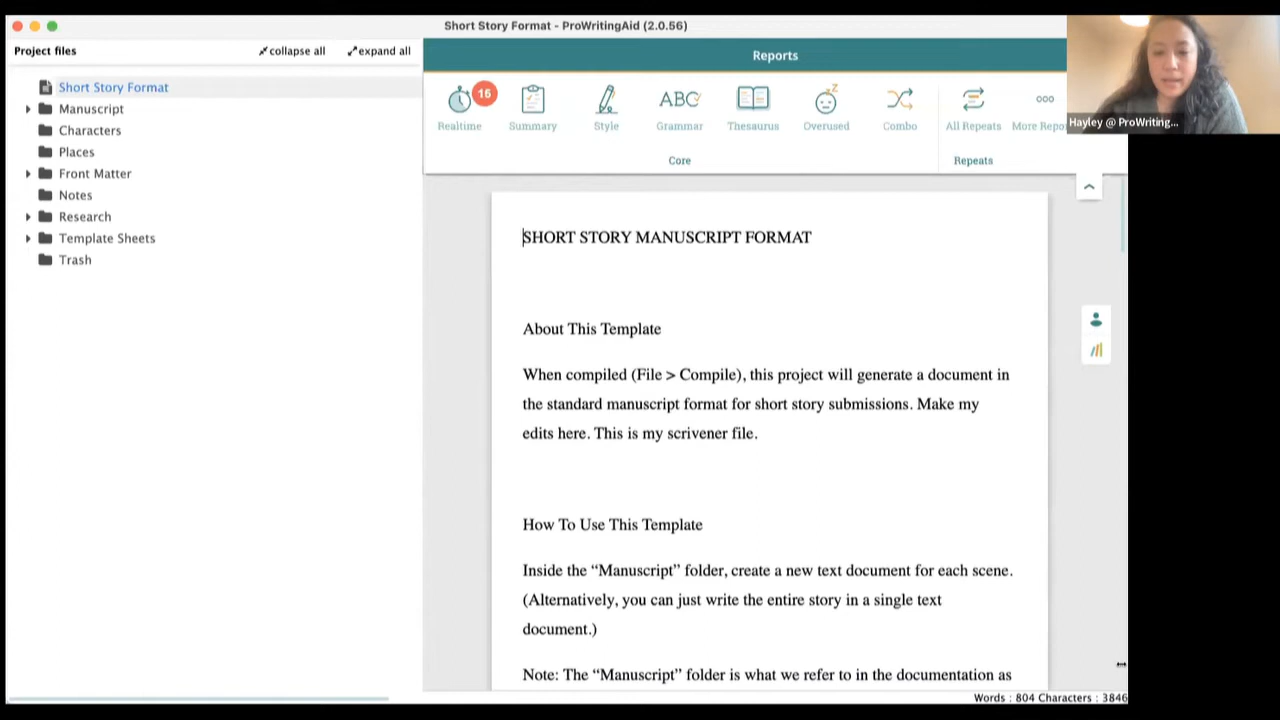 Short Story Format - ProWritingAid (2.0.56)
Project files
collapse all
expand all
Short Story Format
Manuscript
Characters
Places
Front Matter
Notes
Research
Template Sheets
Trash
Reports
16
Realtime
Summary
Style
ABC
Grammar
Thesaurus
Overused
Combo
All Repeats
More Repo
Core
Repeats
Hayley @ ProWriting...
SHORT STORY MANUSCRIPT FORMAT
About This Template
When compiled (File > Compile), this project will generate a document in
the standard manuscript format for short story submissions. Make my
edits here. This is my scrivener file.
How To Use This Template
Inside the “Manuscript” folder, create a new text document for each scene.
(Alternatively, you can just write the entire story in a single text
document.)
Note: The “Manuscript” folder is what we refer to in the documentation as
Words : 804 Characters : 3846